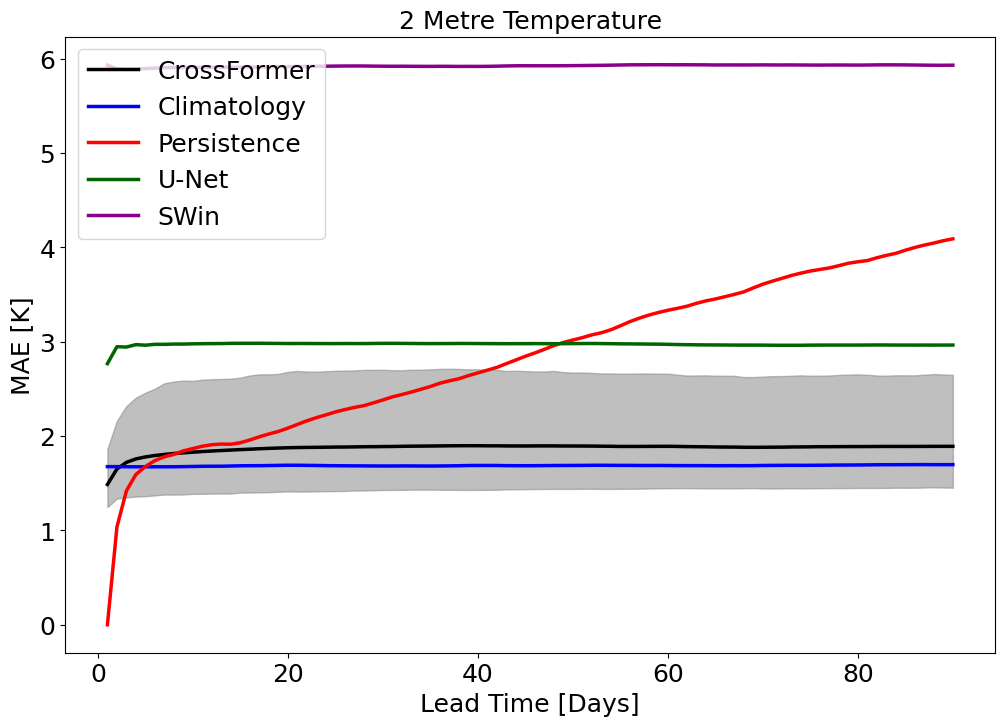 2 Metre Temperature
6
5
4
3
2
1
0
MAE [K]
CrossFormer
Climatology
Persistence
U-Net
SWin
0 20 40 60 80
Lead Time [Days]